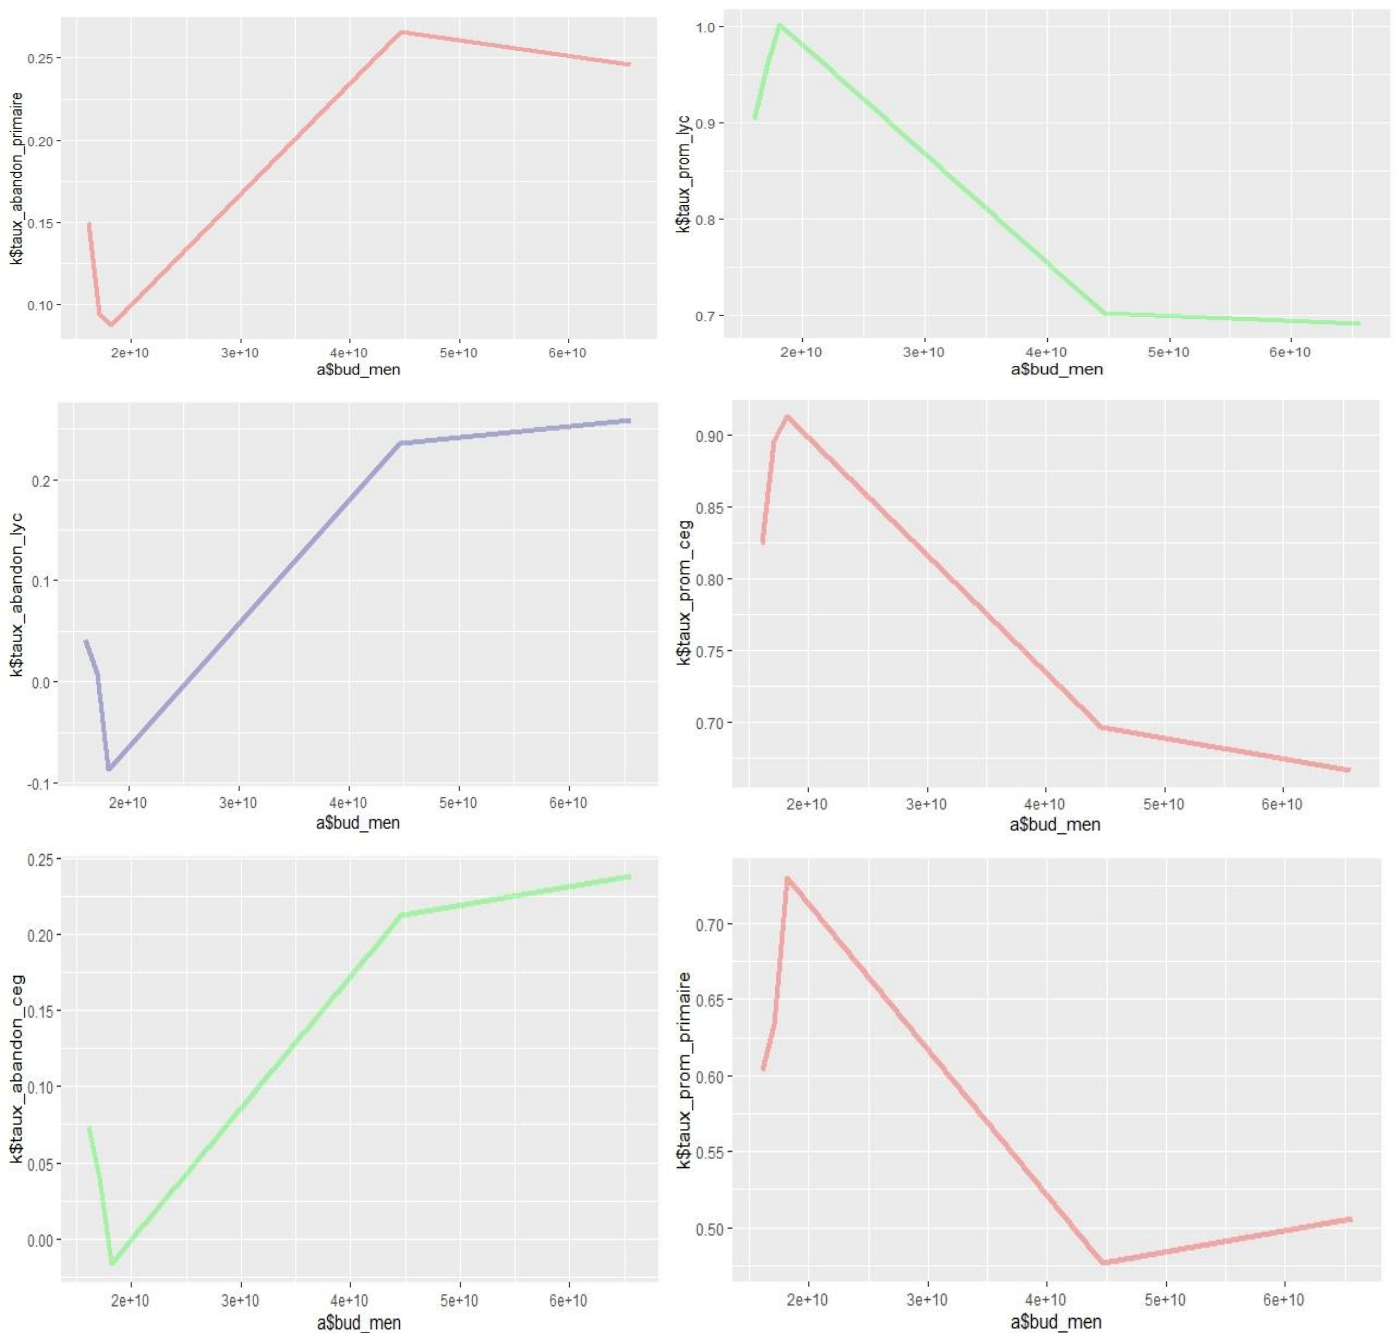 k$taux_abandon_primaire
0.25
0.20
0.15
0.10
2e+10 3e+10 4e+10 5e+10 6e+10
a$bud_men
k$taux_prom_lyc
1.0
0.9
0.8
0.7
2e+10 3e+10 4e+10 5e+10 6e+10
a$bud_men
k$taux_abandon_lyc
0.2
0.1
0.0
-0.1
2e+10 3e+10 4e+10 5e+10 6e+10
a$bud_men
k$taux_prom_ceg
0.90
0.85
0.80
0.75
0.70
2e+10 3e+10 4e+10 5e+10 6e+10
a$bud_men
k$taux_abandon_ceg
0.25
0.20
0.15
0.10
0.05
0.00
2e+10 3e+10 4e+10 5e+10 6e+10
a$bud_men
k$taux_prom_primaire
0.70
0.65
0.60
0.55
0.50
2e+10 3e+10 4e+10 5e+10 6e+10
a$bud_men